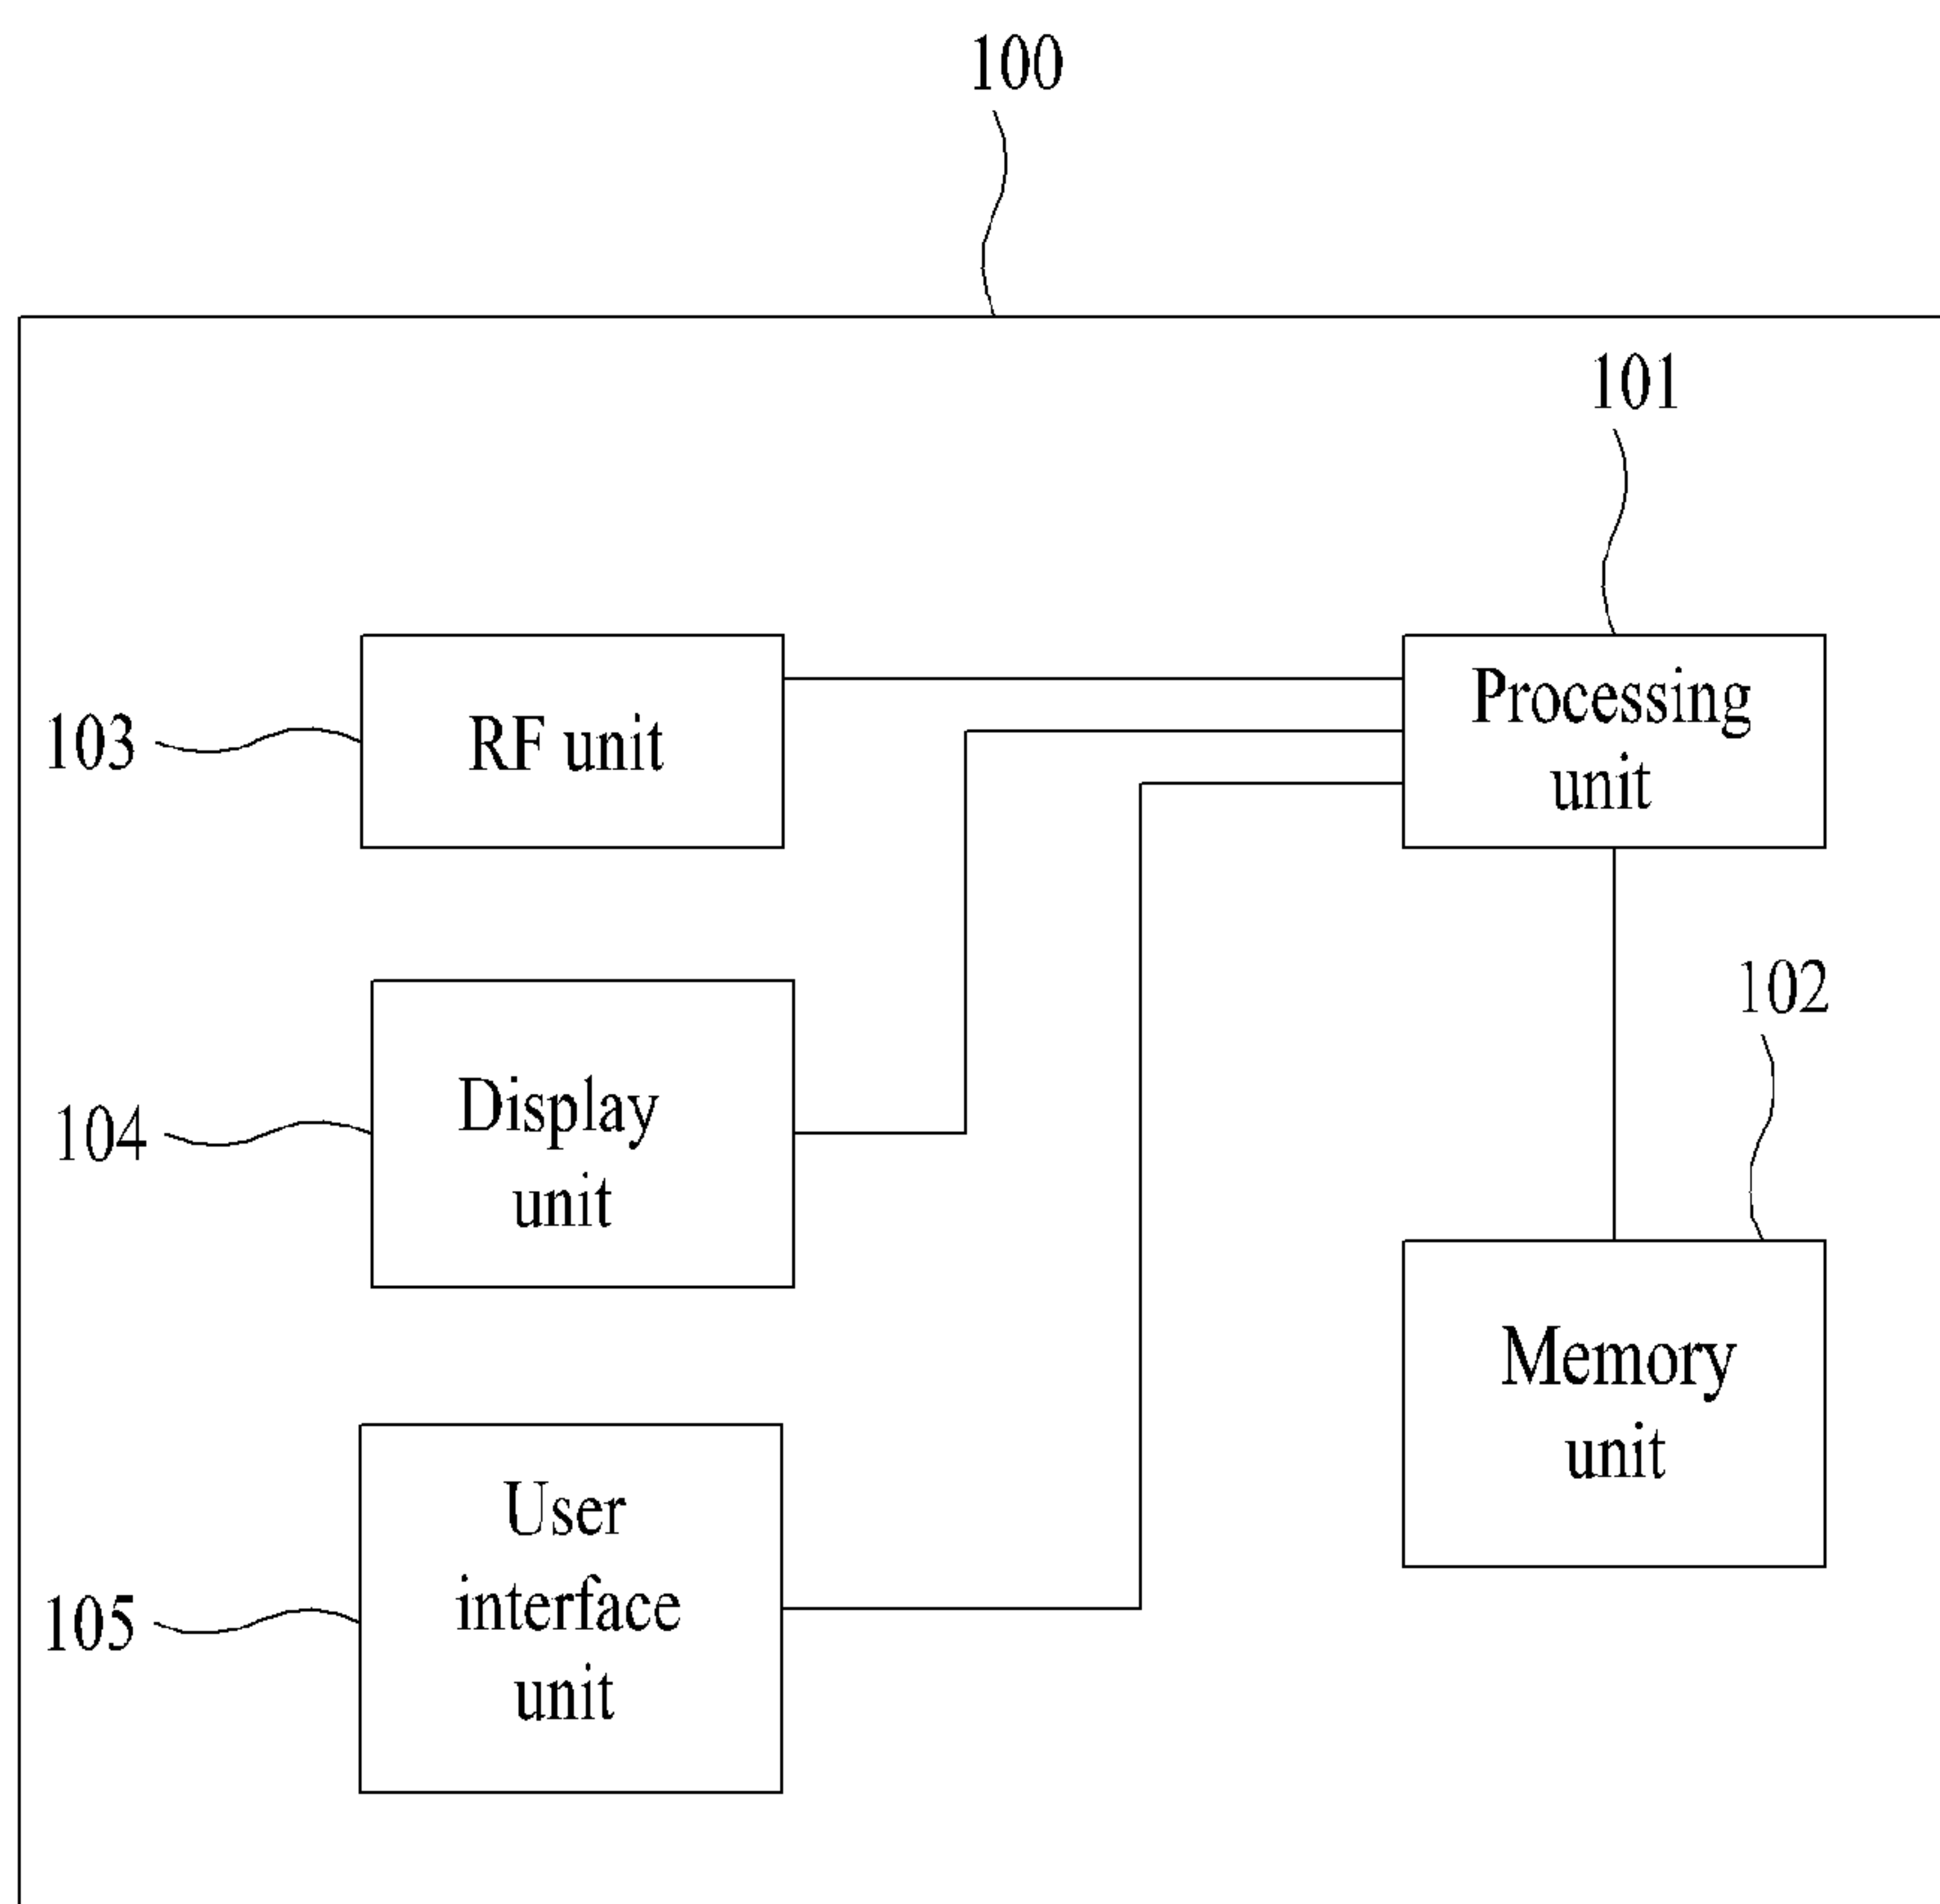 100
101
103
RF unit
Processing
unit
102
104
Display
unit
Memory
unit
105
User
interface
unit